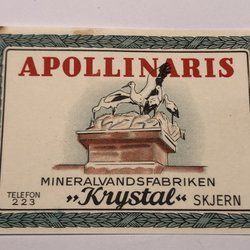 APOLLINARIS
MINERALVANDSFABRIKEN
„Krystal“ SKJERN
TELEFON
223